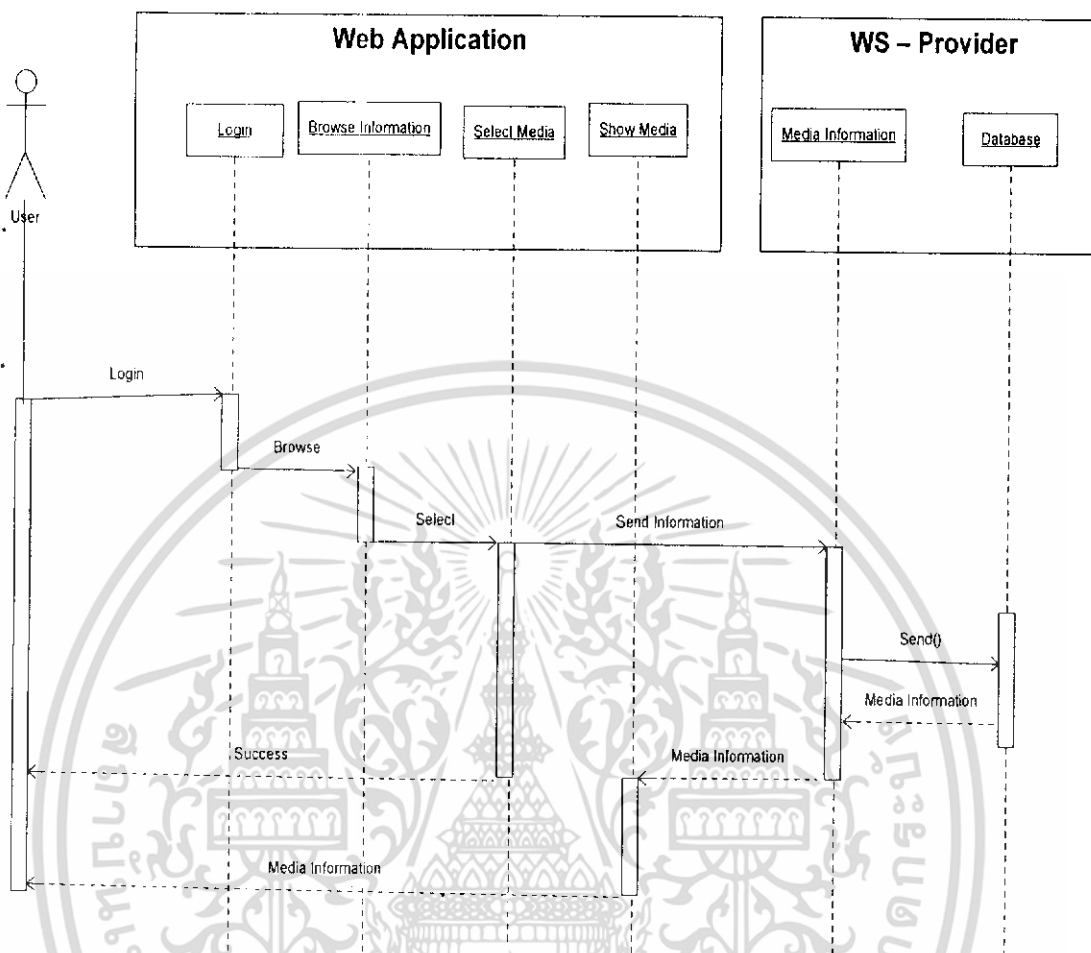 Web Application
WS – Provider
Login
Browse Information
Select Media
Show Media
Media Information
Database
User
Login
Browse
Select
Send Information
Send()
Media Information
Success
Media Information
Media Information